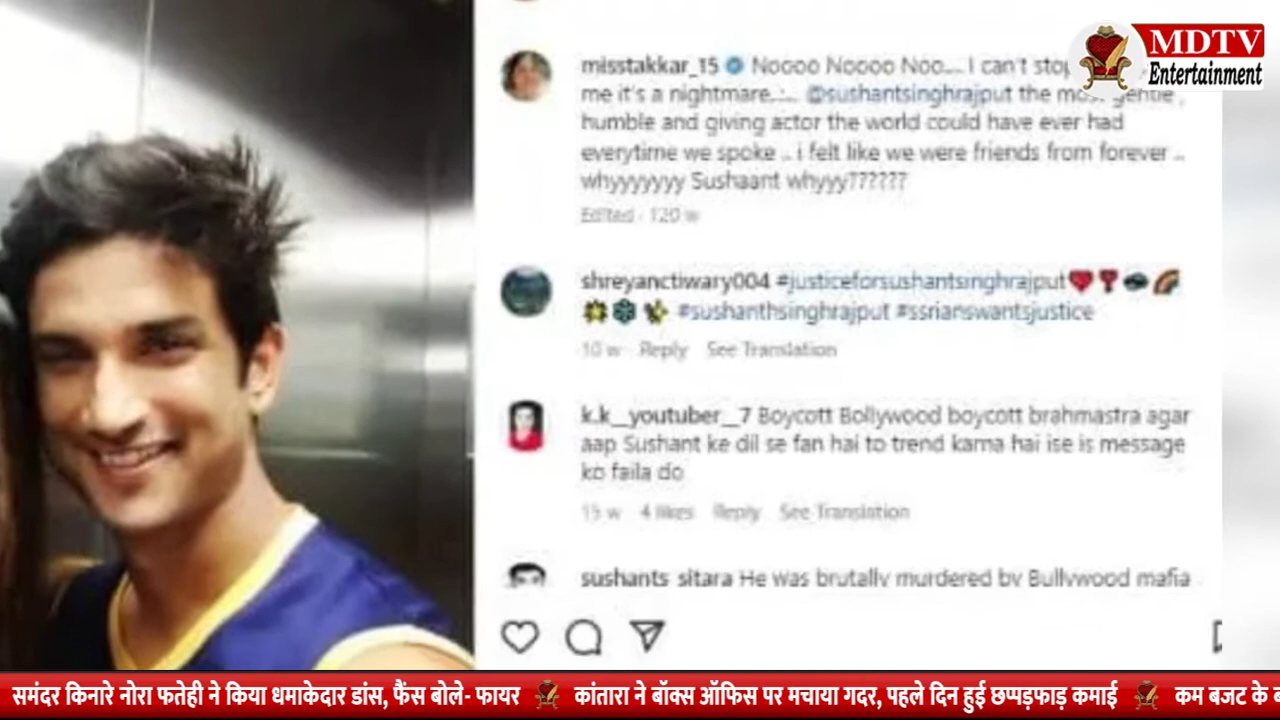 MDTV
Entertainment
misstakkar_15 Noooo Noooo Noo.... I can't stop
me it's a nightmare..... @sushantsinghrajput the most gentle ,
humble and giving actor the world could have ever had
everytime we spoke .. i felt like we were friends from forever ..
whyyyyyyy Sushaant whyyy??????
Edited · 120 w
shreyanctiwary004 #justiceforsushantsinghrajput❤️❣️👁️🌈
#sushanthsinghrajput #ssrianswantsjustice
10 w Reply See Translation
k.k__youtuber__7 Boycott Bollywood boycott brahmastra agar
aap Sushant ke dil se fan hai to trend karna hai ise is message
ko faila do
15 w 4 likes Reply See Translation
sushants_sitara He was brutally murdered by Bullywood mafia
समंदर किनारे नोरा फतेही ने किया धमाकेदार डांस, फैंस बोले- फायर कांतारा ने बॉक्स ऑफिस पर मचाया गदर, पहले दिन हुई छप्पड़फाड़ कमाई कम बजट के